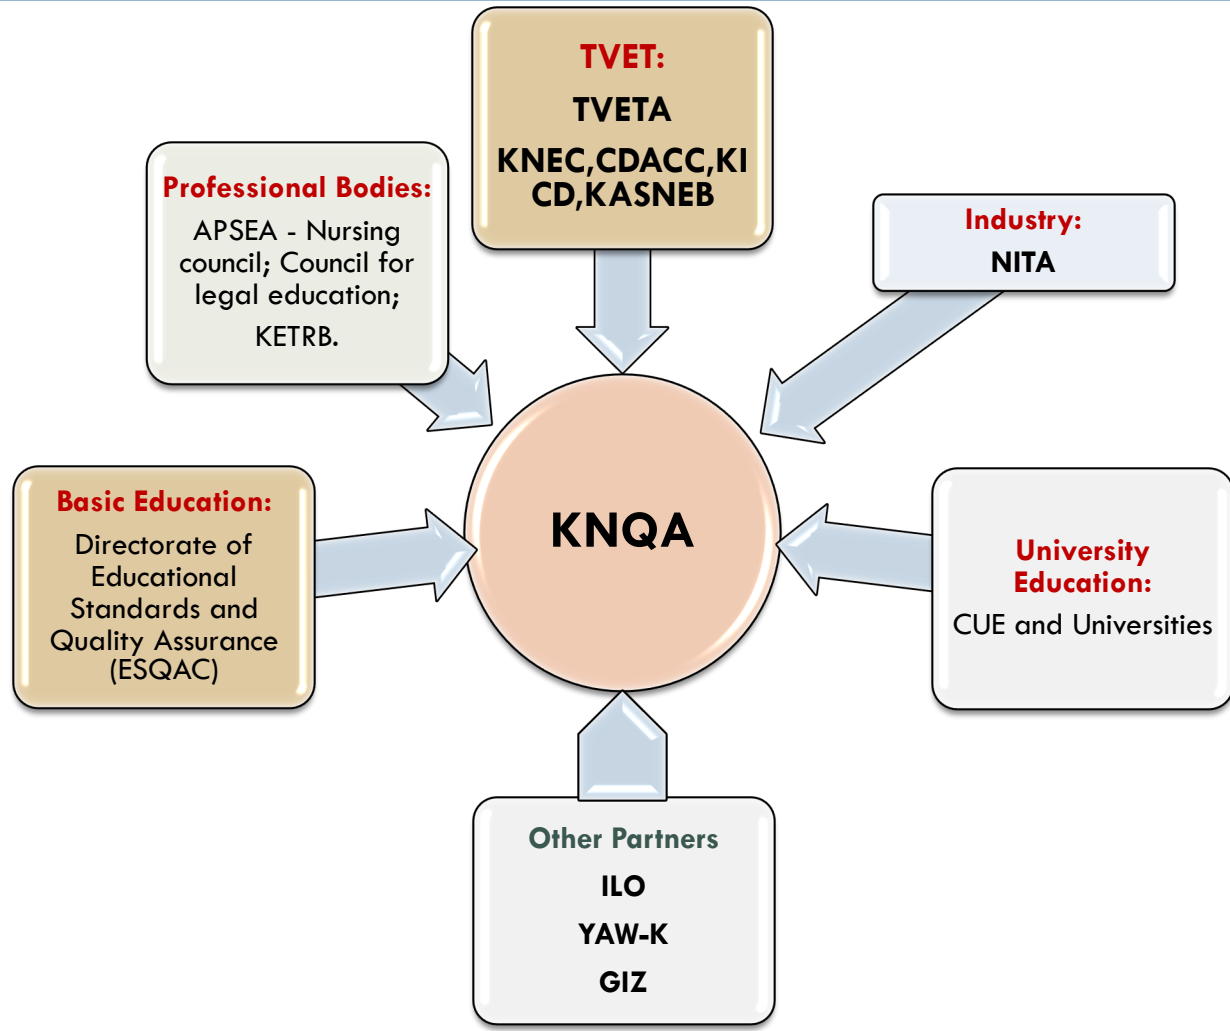 TVET:
TVETA
KNEC,CDACC,KI
CD,KASNEB
Professional Bodies:
APSEA - Nursing
council; Council for
legal education;
KETRB.
Industry:
NITA
KNQA
Basic Education:
Directorate of
Educational
Standards and
Quality Assurance
(ESQAC)
University
Education:
CUE and Universities
Other Partners
ILO
YAW-K
GIZ